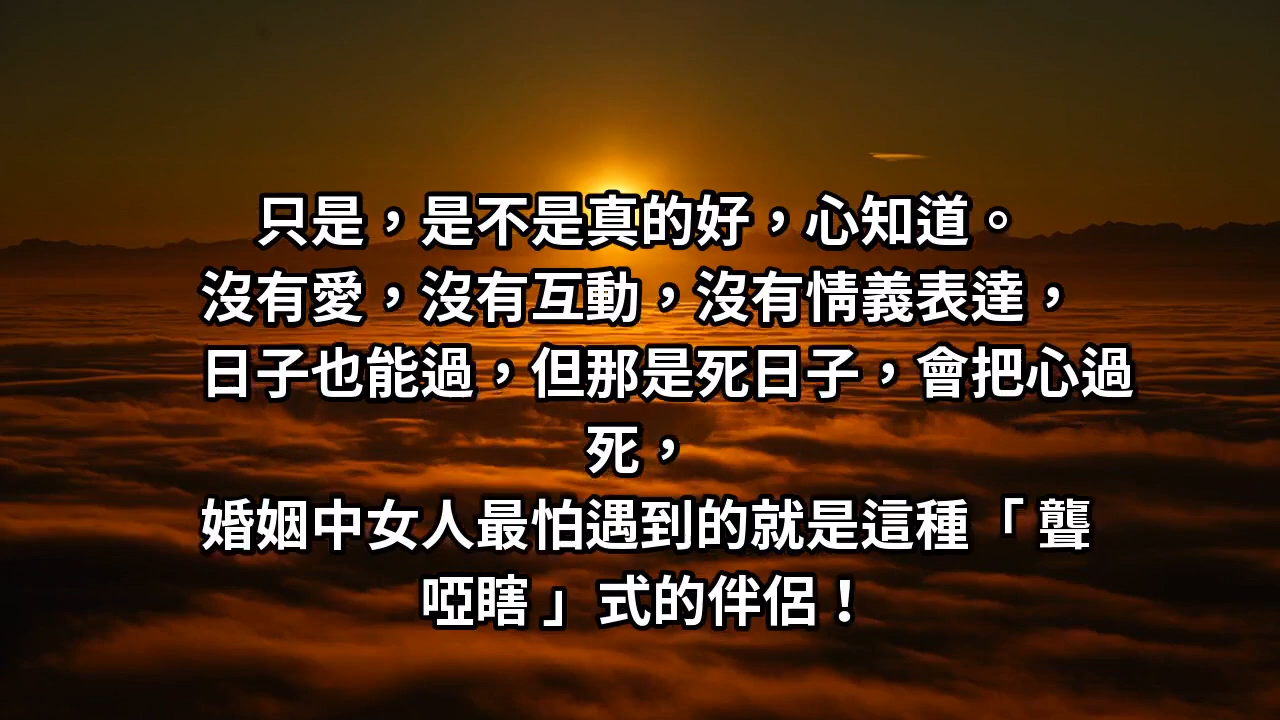 只是，是不是真的好，心知道。
沒有愛，沒有互動，沒有情義表達，
日子也能過，但那是死日子，會把心過
死，
婚姻中女人最怕遇到的就是這種「聾
啞瞎」式的伴侶！